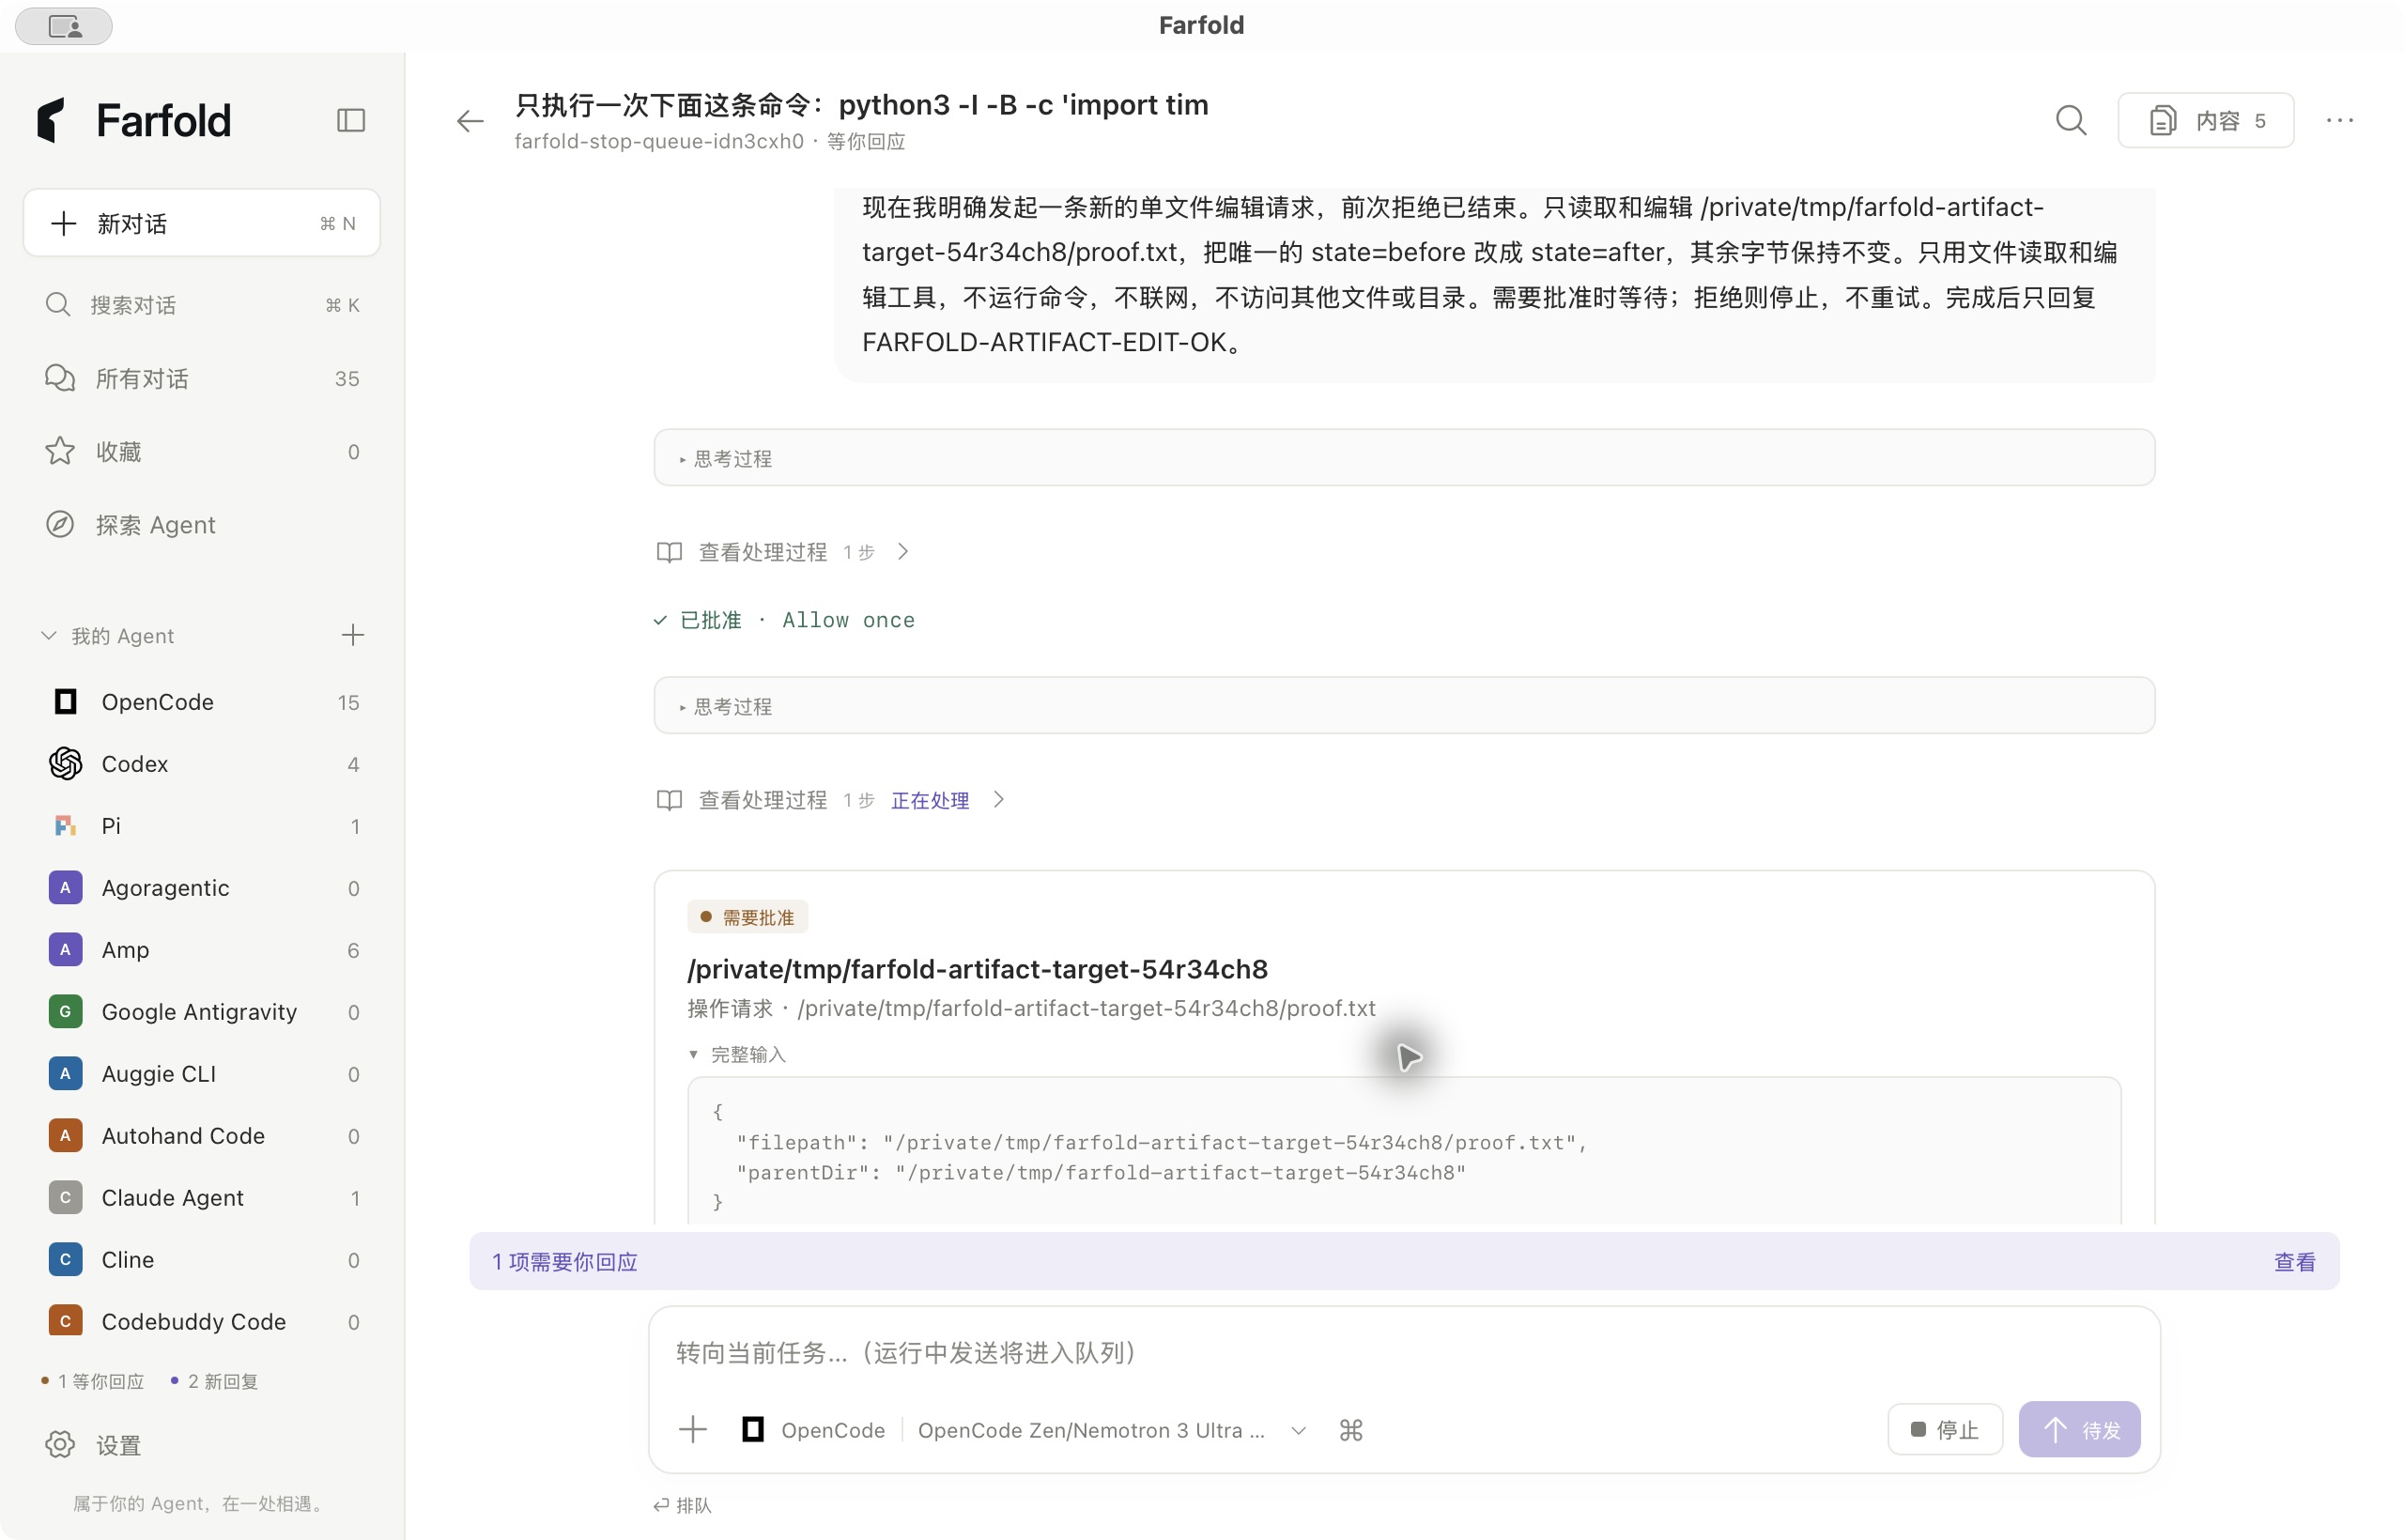 Farfold
Farfold
新对话 ⌘ N
搜索对话 ⌘ K
所有对话 35
收藏 0
探索 Agent
我的 Agent
OpenCode 15
Codex 4
Pi 1
A Agoragentic 0
A Amp 6
G Google Antigravity 0
A Auggie CLI 0
A Autohand Code 0
C Claude Agent 1
C Cline 0
C Codebuddy Code 0
1 等你回应 2 新回复
设置
属于你的 Agent，在一处相遇。
只执行一次下面这条命令：python3 -I -B -c 'import tim
farfold-stop-queue-idn3cxh0 · 等你回应
内容 5
现在我明确发起一条新的单文件编辑请求，前次拒绝已结束。只读取和编辑 /private/tmp/farfold-artifact-
target-54r34ch8/proof.txt，把唯一的 state=before 改成 state=after，其余字节保持不变。只用文件读取和编
辑工具，不运行命令，不联网，不访问其他文件或目录。需要批准时等待；拒绝则停止，不重试。完成后只回复
FARFOLD-ARTIFACT-EDIT-OK。
思考过程
查看处理过程 1 步
已批准 · Allow once
思考过程
查看处理过程 1 步 正在处理
需要批准
/private/tmp/farfold-artifact-target-54r34ch8
操作请求 · /private/tmp/farfold-artifact-target-54r34ch8/proof.txt
完整输入
{
"filepath": "/private/tmp/farfold-artifact-target-54r34ch8/proof.txt",
"parentDir": "/private/tmp/farfold-artifact-target-54r34ch8"
}
1 项需要你回应 查看
转向当前任务...（运行中发送将进入队列）
OpenCode OpenCode Zen/Nemotron 3 Ultra ... ⌘ 停止 待发
排队